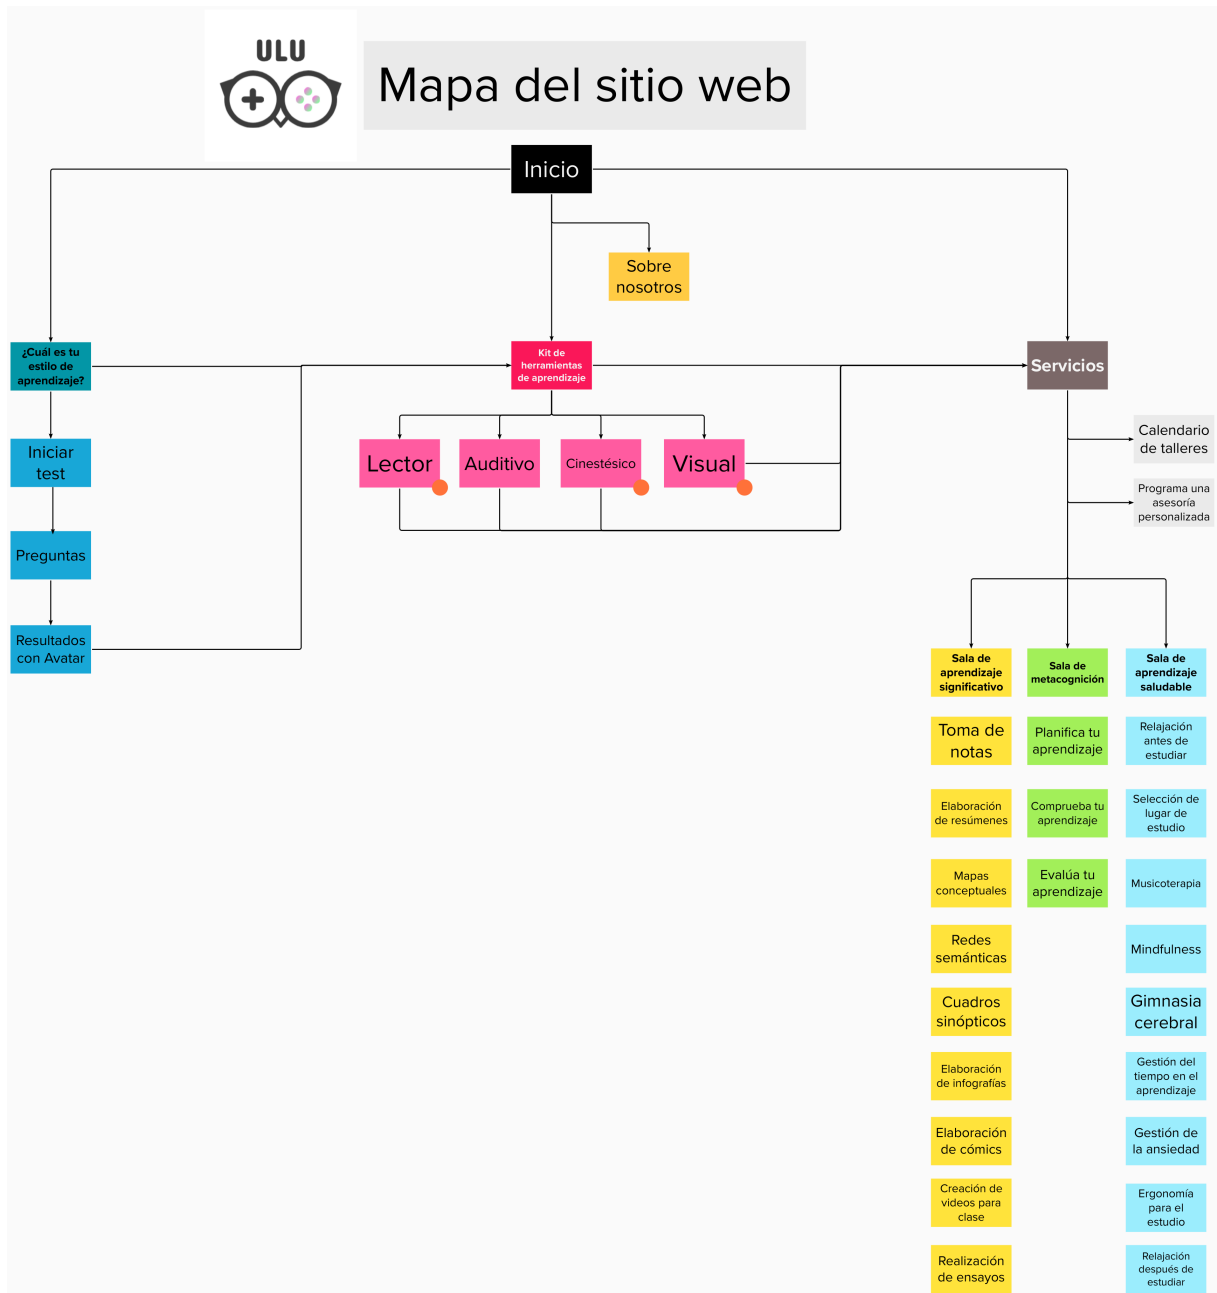 ULU
Mapa del sitio web
Inicio
Sobre
nosotros
¿Cuál es tu
estilo de
aprendizaje?
Kit de
herramientas
de aprendizaje
Servicios
Iniciar
test
Lector
Auditivo
Cinestésico
Visual
Calendario
de talleres
Programa una
asesoría
personalizada
Preguntas
Resultados
con Avatar
Sala de
aprendizaje
significativo
Sala de
metacognición
Sala de
aprendizaje
saludable
Toma de
notas
Planifica tu
aprendizaje
Relajación
antes de
estudiar
Elaboración
de resúmenes
Comprueba tu
aprendizaje
Selección de
lugar de
estudio
Mapas
conceptuales
Evalúa tu
aprendizaje
Musicoterapia
Redes
semánticas
Mindfulness
Cuadros
sinópticos
Gimnasia
cerebral
Elaboración
de infografías
Gestión del
tiempo en el
aprendizaje
Elaboración
de cómics
Gestión de
la ansiedad
Creación de
videos para
clase
Ergonomía
para el
estudio
Realización
de ensayos
Relajación
después de
estudiar